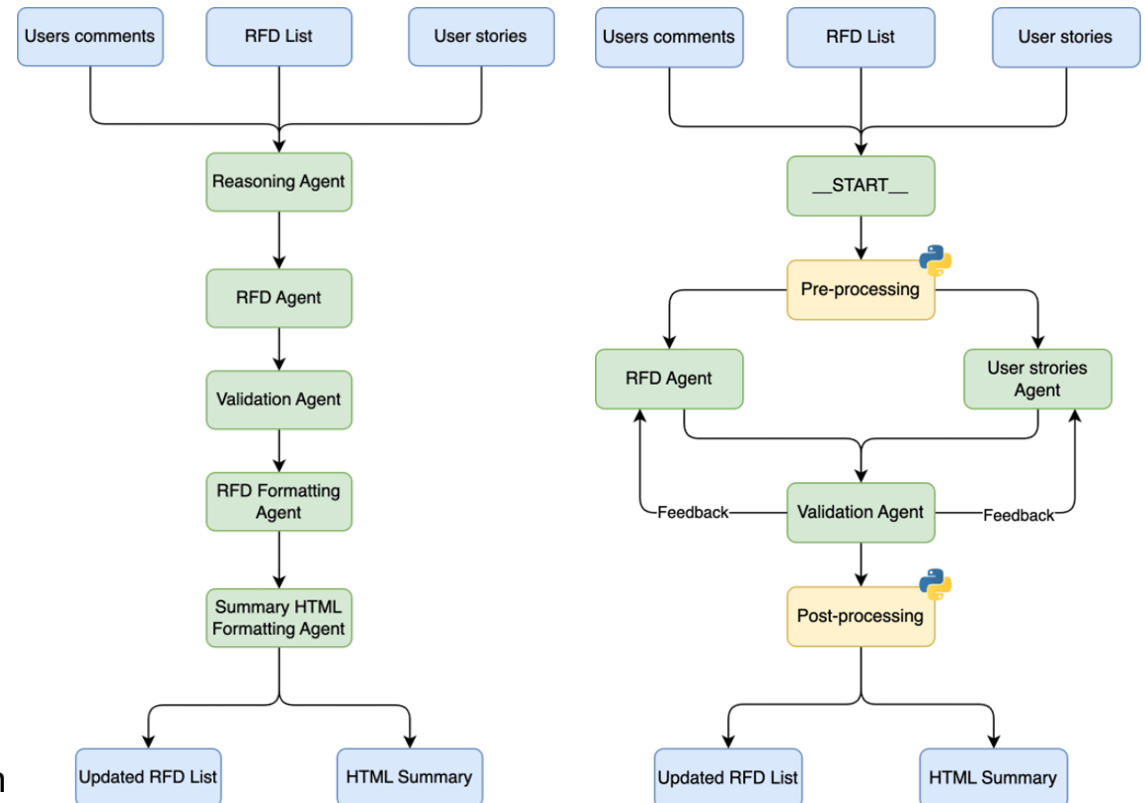 Users comments
RFD List
User stories
Reasoning Agent
RFD Agent
Validation Agent
RFD Formatting
Agent
Summary HTML
Formatting Agent
Updated RFD List
HTML Summary
n
Users comments
RFD List
User stories
__START__
Pre-processing
RFD Agent
User strories
Agent
Feedback
Validation Agent
Feedback
Post-processing
Updated RFD List
HTML Summary